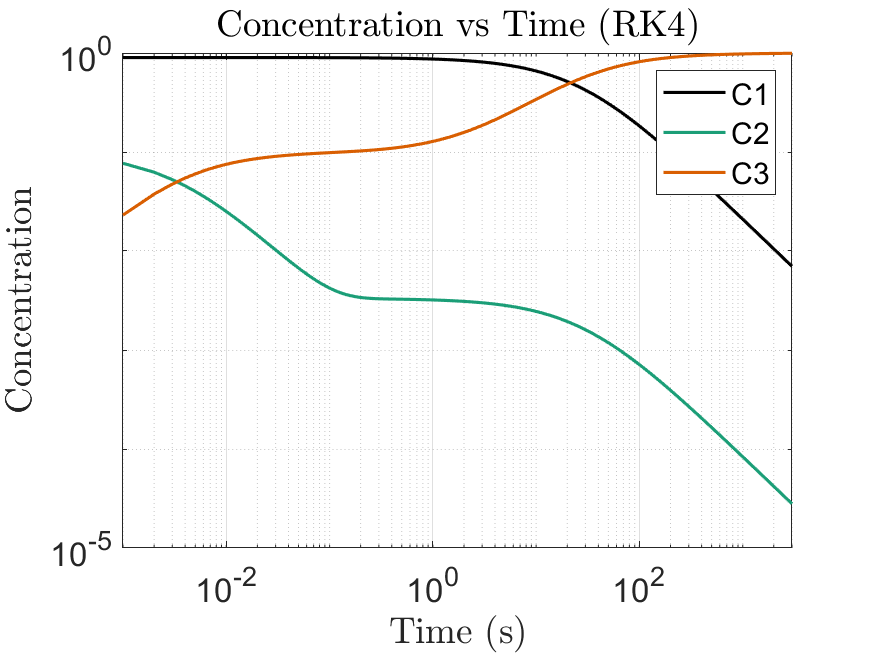 Concentration vs Time (RK4)
10^0
C1
C2
C3
Concentration
10^-5
10^-2
10^0
10^2
Time (s)